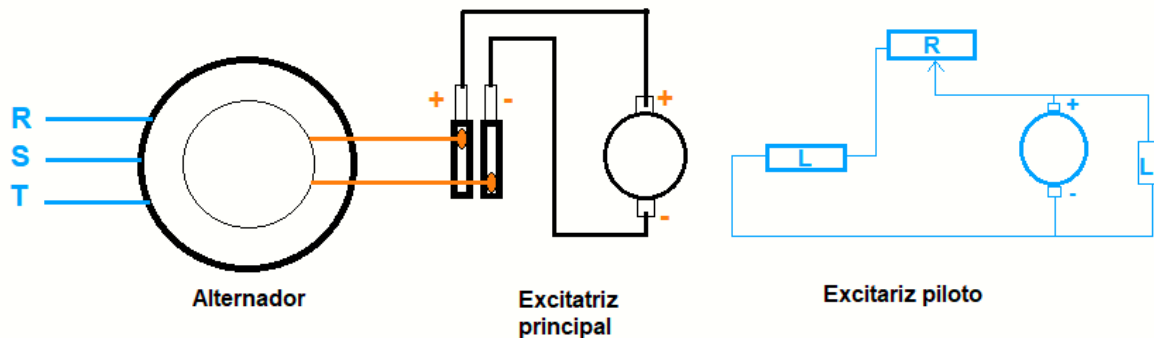 R
S
T
+
-
+
-
R
L
+
-
L
Alternador
Excitatriz
principal
Excitariz piloto